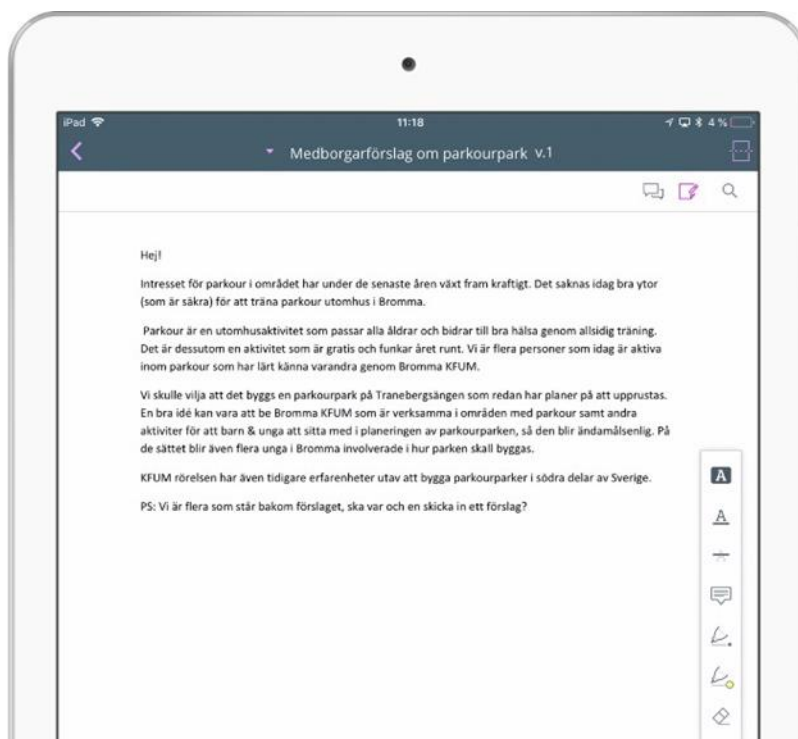 iPad
11:18
4 %
Medborgarförslag om parkourpark v.1
Hej!
Intresset för parkour i området har under de senaste åren växt fram kraftigt. Det saknas idag bra ytor
(som är säkra) för att träna parkour utomhus i Bromma.
Parkour är en utomhusaktivitet som passar alla åldrar och bidrar till bra hälsa genom allsidig träning.
Det är dessutom en aktivitet som är gratis och funkar året runt. Vi är flera personer som idag är aktiva
inom parkour som har lärt känna varandra genom Bromma KFUM.
Vi skulle vilja att det byggs en parkourpark på Tranebergsängen som redan har planer på att upprustas.
En bra idé kan vara att be Bromma KFUM som är verksamma i områden med parkour samt andra
aktiviter för att barn & unga att sitta med i planeringen av parkourparken, så den blir ändamålsenlig. På
de sättet blir även flera unga i Bromma involverade i hur parken skall byggas.
KFUM rörelsen har även tidigare erfarenheter utav att bygga parkourparker i södra delar av Sverige.
PS: Vi är flera som står bakom förslaget, ska var och en skicka in ett förslag?
A
A
A